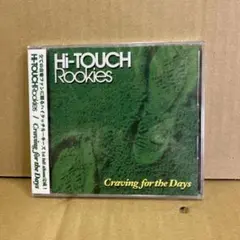 Hi-TOUCH
Rookies
Craving for the Days
Hi-TOUCH Rookies / Craving for the Days